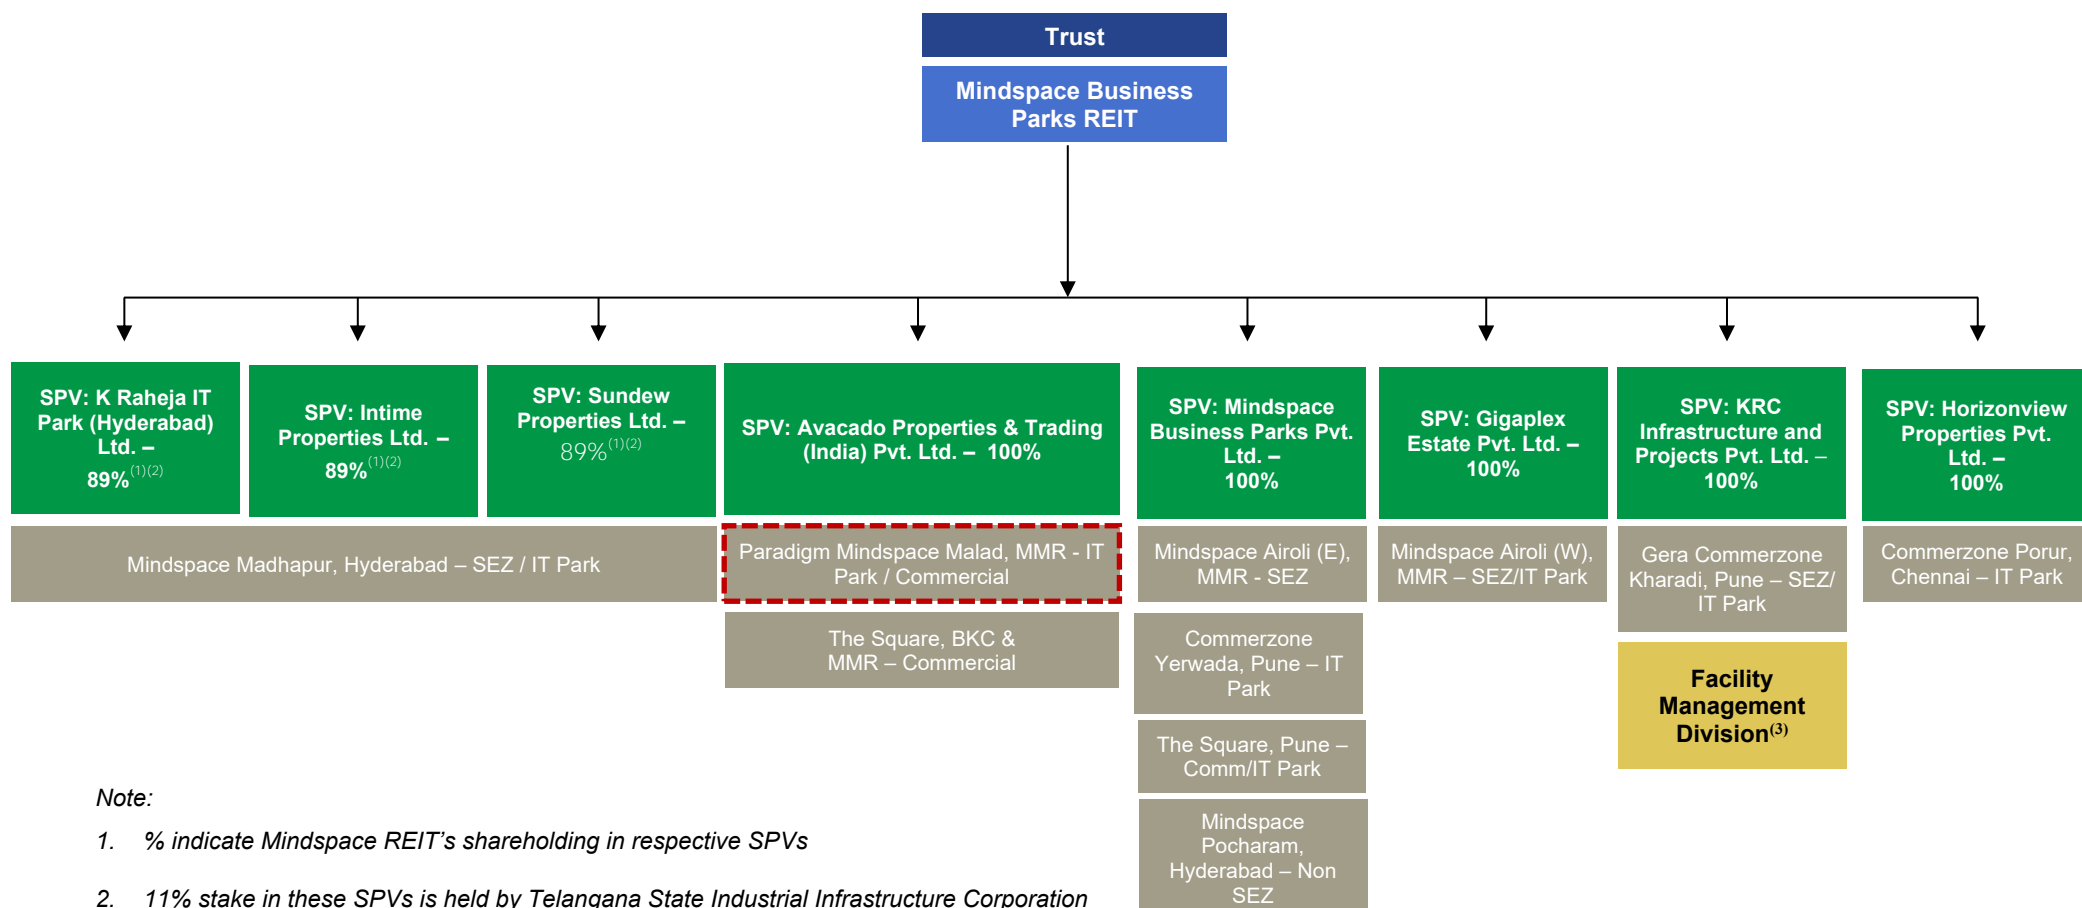 Trust
Mindspace Business
Parks REIT
SPV: K Raheja IT
Park (Hyderabad)
Ltd. –
89%(1)(2)
SPV: Intime
Properties Ltd. –
89%(1)(2)
SPV: Sundew
Properties Ltd. –
89%(1)(2)
SPV: Avacado Properties & Trading
(India) Pvt. Ltd. – 100%
SPV: Mindspace
Business Parks Pvt.
Ltd. –
100%
SPV: Gigaplex
Estate Pvt. Ltd. –
100%
SPV: KRC
Infrastructure and
Projects Pvt. Ltd. –
100%
SPV: Horizonview
Properties Pvt.
Ltd. –
100%
Mindspace Madhapur, Hyderabad – SEZ / IT Park
Paradigm Mindspace Malad, MMR - IT
Park / Commercial
Mindspace Airoli (E),
MMR - SEZ
Mindspace Airoli (W),
MMR – SEZ/IT Park
Gera Commerzone
Kharadi, Pune – SEZ/
IT Park
Commerzone Porur,
Chennai – IT Park
The Square, BKC &
MMR – Commercial
Commerzone
Yerwada, Pune – IT
Park
Facility
Management
Division(3)
The Square, Pune –
Comm/IT Park
Mindspace
Pocharam,
Hyderabad – Non
SEZ
Note:
1. % indicate Mindspace REIT’s shareholding in respective SPVs
2. 11% stake in these SPVs is held by Telangana State Industrial Infrastructure Corporation